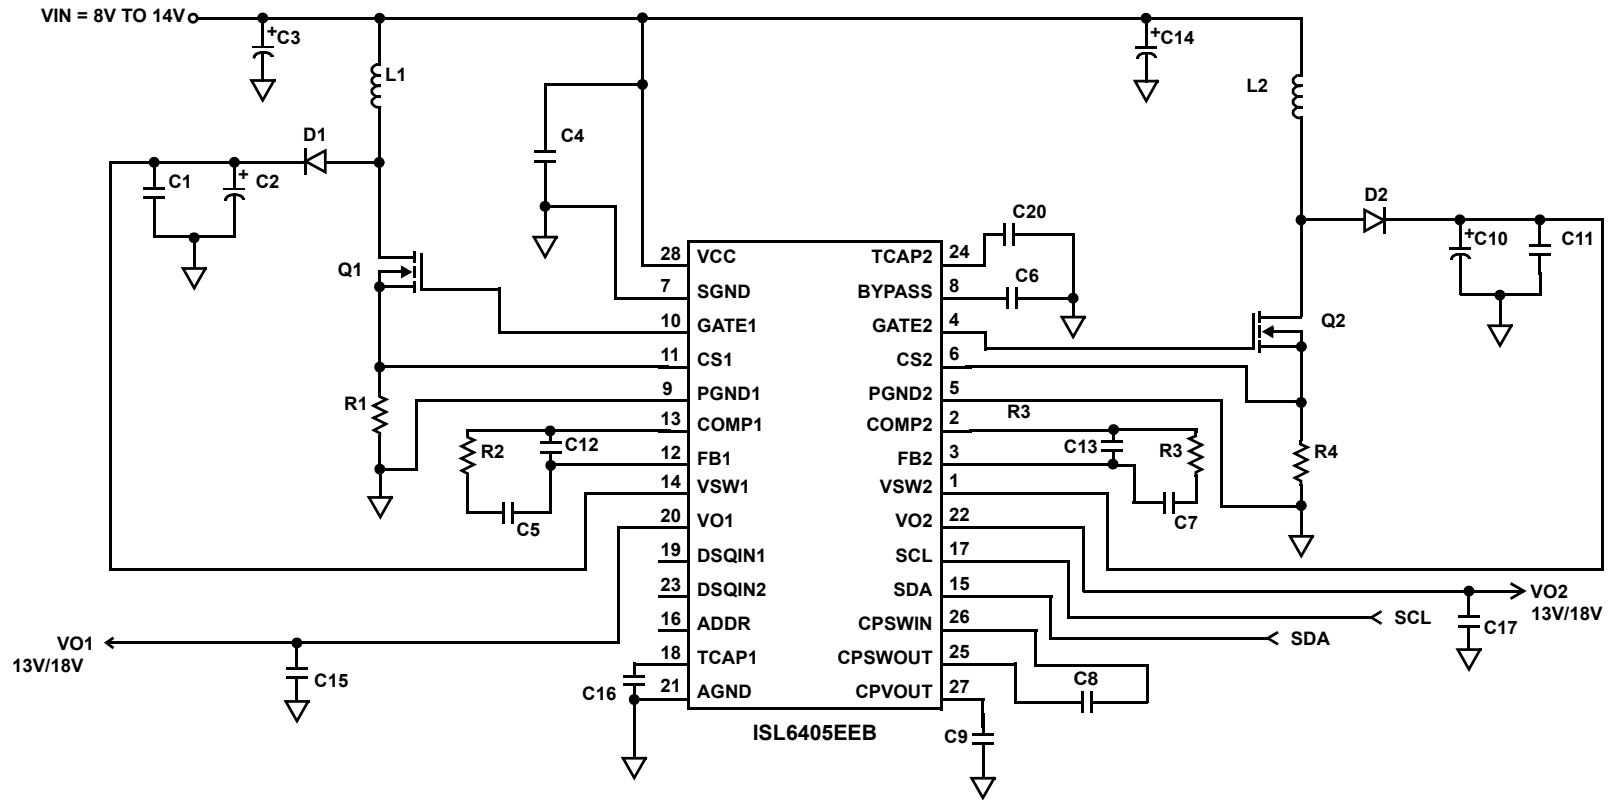 VIN = 8V TO 14V
+
C3
+
C14
L1
L2
D1
C4
C1
+
C2
D2
C20
+
C10
C11
Q1
C6
Q2
28
VCC
TCAP2
24
7
SGND
BYPASS
8
10
GATE1
GATE2
4
11
CS1
CS2
6
9
PGND1
PGND2
5
R1
R3
13
COMP1
COMP2
2
R2
C12
C13
R3
R4
12
FB1
FB2
3
14
VSW1
VSW2
1
C5
C7
20
VO1
VO2
22
19
DSQIN1
SCL
17
23
DSQIN2
SDA
15
VO2
13V/18V
16
ADDR
CPSWIN
26
SCL
C17
SDA
VO1
13V/18V
18
TCAP1
CPSWOUT
25
C15
C16
21
AGND
CPVOUT
27
C8
ISL6405EEB
C9